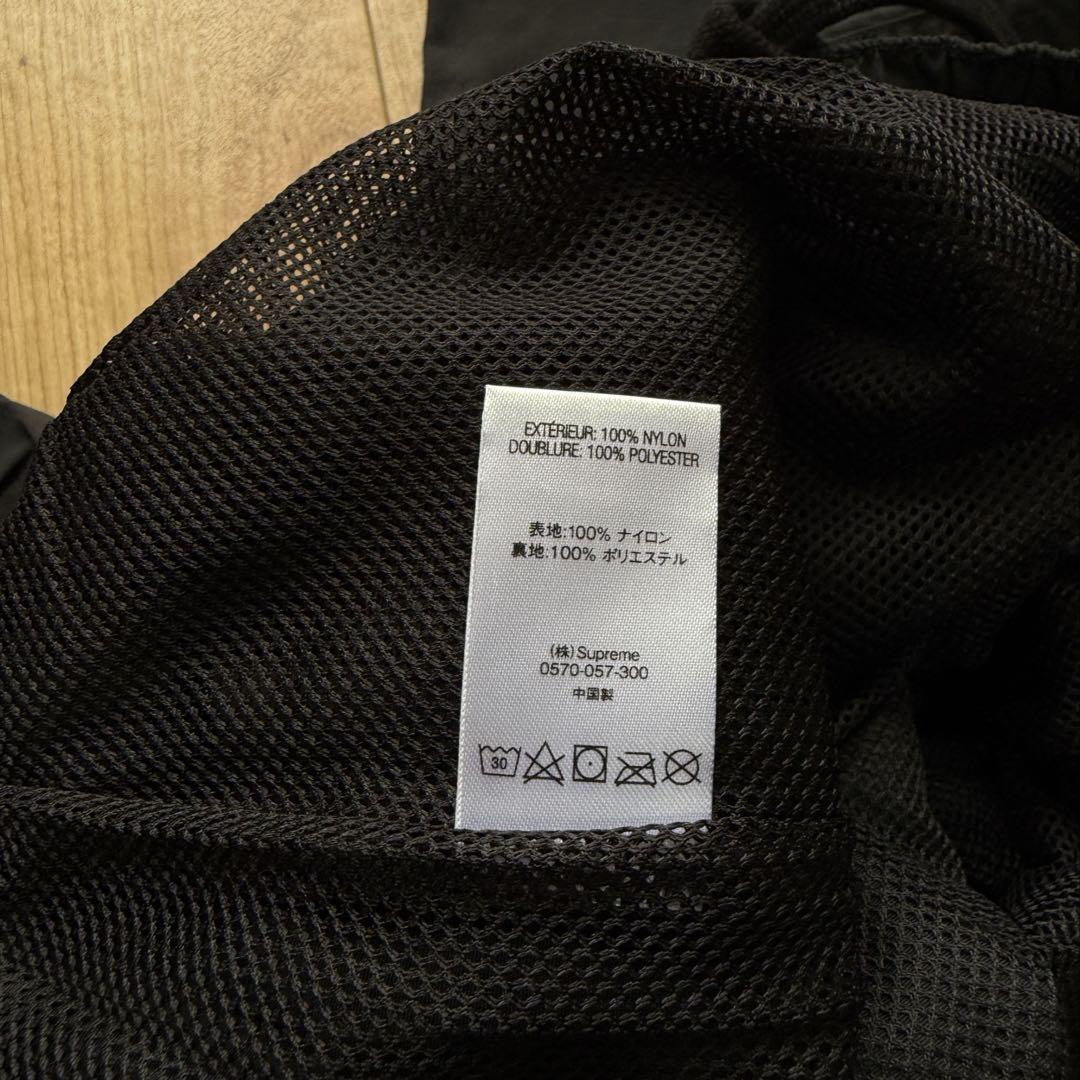 EXTÉRIEUR: 100% NYLON
DOUBLURE: 100% POLYESTER
表地:100% ナイロン
裏地:100% ポリエステル
(株)Supreme
0570-057-300
中国製
30